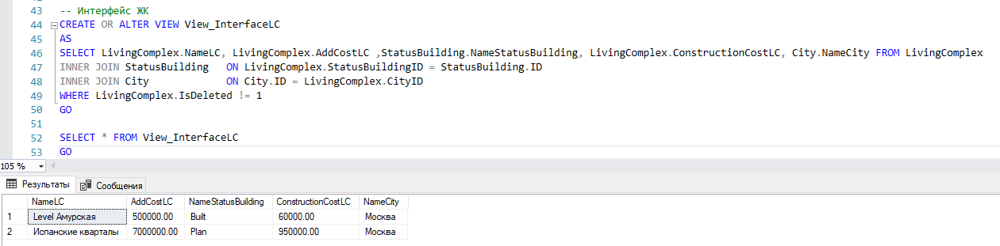 43 -- Интерфейс ЖК
44 CREATE OR ALTER VIEW View_InterfaceLC
45 AS
46 SELECT LivingComplex.NameLC, LivingComplex.AddCostLC ,StatusBuilding.NameStatusBuilding, LivingComplex.ConstructionCostLC, City.NameCity FROM LivingComplex
47 INNER JOIN StatusBuilding ON LivingComplex.StatusBuildingID = StatusBuilding.ID
48 INNER JOIN City ON City.ID = LivingComplex.CityID
49 WHERE LivingComplex.IsDeleted != 1
50 GO
51
52 SELECT * FROM View_InterfaceLC
53 GO
105 %
Результаты Сообщения
NameLC AddCostLC NameStatusBuilding ConstructionCostLC NameCity
1 Level Амурская 500000.00 Built 60000.00 Москва
2 Испанские кварталы 7000000.00 Plan 950000.00 Москва